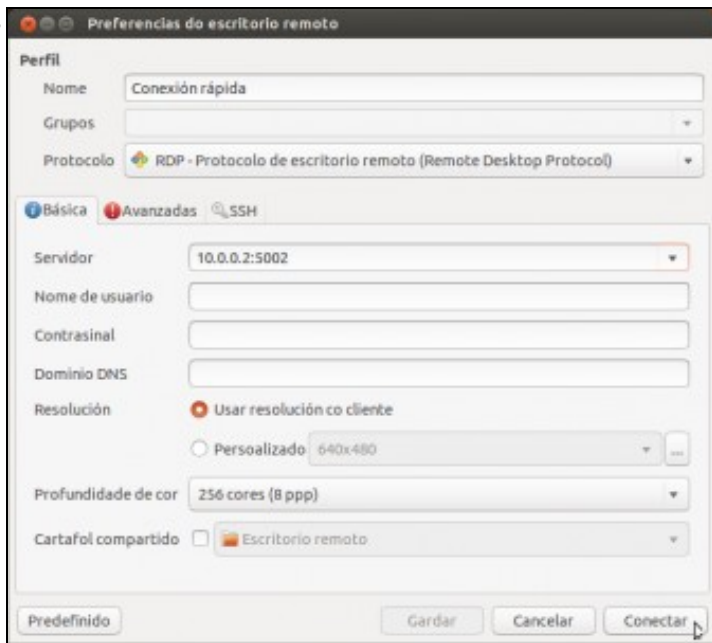 Preferencias do escritorio remoto
Perfil
Nome Conexión rápida
Grupos
Protocolo RDP - Protocolo de escritorio remoto (Remote Desktop Protocol)
Básica Avanzadas SSH
Servidor 10.0.0.2:5002
Nome de usuario
Contrasinal
Dominio DNS
Resolución Usar resolución co cliente
Persoalizado 640x480 ...
Profundidade de cor 256 cores (8 ppp)
Cartafol compartido Escritorio remoto
Predefinido Gardar Cancelar Conectar